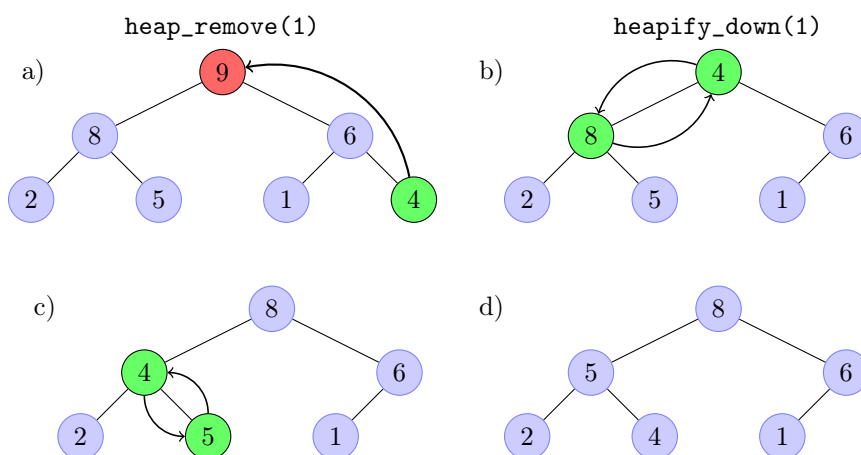 heap_remove(1) heapify_down(1)
a) 9 b) 4
8 6 8 6
2 5 1 4 2 5 1
c) 8 d) 8
4 6 5 6
2 5 1 2 4 1